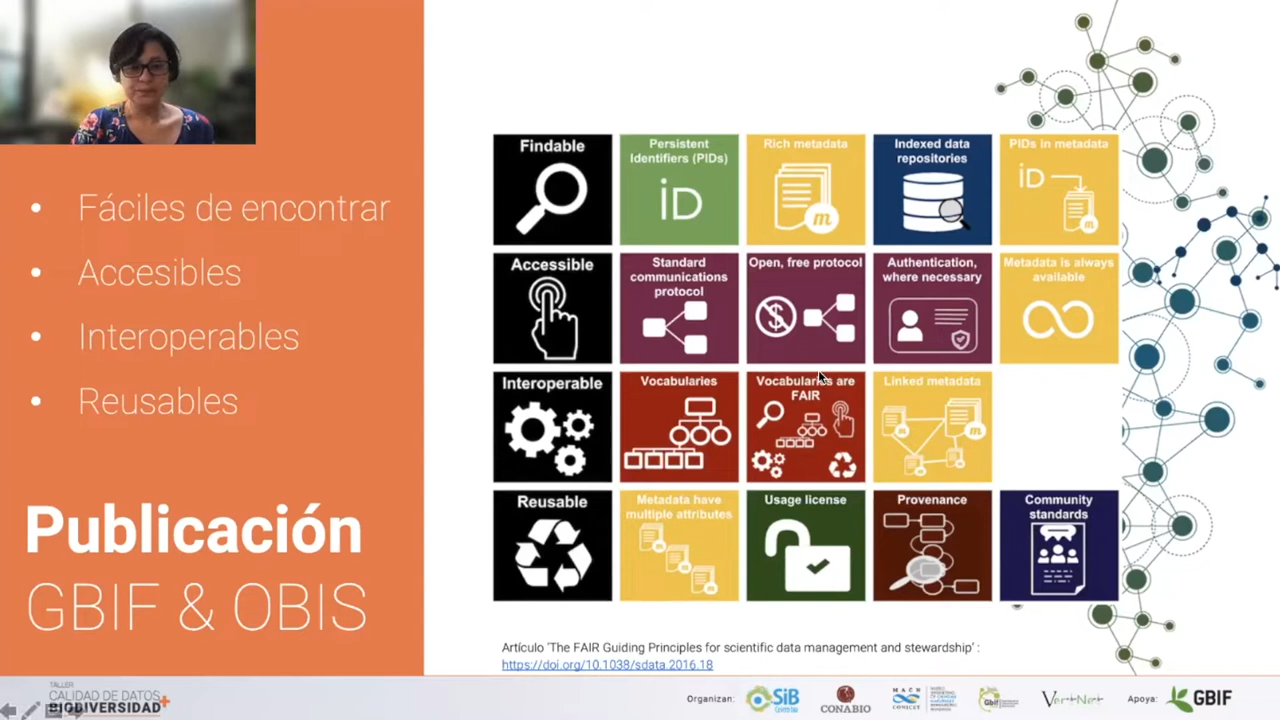 • Fáciles de encontrar
• Accesibles
• Interoperables
• Reusables
Publicación
GBIF & OBIS
Findable
Persistent
Identifiers (PIDs)
iD
Rich metadata
m
Indexed data
repositories
PIDs in metadata
iD
m
Accessible
Standard
communications
protocol
Open, free protocol
$
Authentication,
where necessary
Metadata is always
available
Interoperable
Vocabularies
Vocabularies are
FAIR
Linked metadata
m
m
Reusable
Metadata have
multiple attributes
Usage license
Provenance
Community
standards
Artículo 'The FAIR Guiding Principles for scientific data management and stewardship' :
https://doi.org/10.1038/sdata.2016.18
TALLER
CALIDAD DE DATOS
BIODIVERSIDAD+
Organizan:
SiB
CONABIO
MACN
CONICET
Gbif
VertNet
Apoya:
GBIF